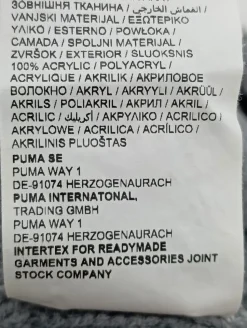 ЗОВНІШНЯ ТКАНИНА / القماش الخارجي /
VANJSKI MATERIJAL / ΕΞΩΤΕΡΙΚΟ
ΥΛΙΚΟ / ESTERNO / POWŁOKA /
CAMADA / SPOLJNI MATERIJAL /
ZVRŠOK / EXTERIOR / SLUOKSNIS
100% ACRYLIC / POLYACRYL /
ACRYLIQUE / AKRILIK / АКРИЛОВОЕ
ВОЛОКНО / AKRYL / AKRYYLI / AKRÜÜL /
AKRILS / POLIAKRIL / АКРИЛ / AKRIL /
ACRILIC / أكريليك / ΑΚΡΥΛΙΚΟ / ACRILICO /
AKRYLOWE / ACRILICA / ACRÍLICO /
AKRILINIS PLUOŠTAS
PUMA SE
PUMA WAY 1
DE-91074 HERZOGENAURACH
PUMA INTERNATONAL,
TRADING GMBH
PUMA WAY 1
DE-91074 HERZOGENAURACH
INTERTEX FOR READYMADE
GARMENTS AND ACCESSORIES JOINT
STOCK COMPANY